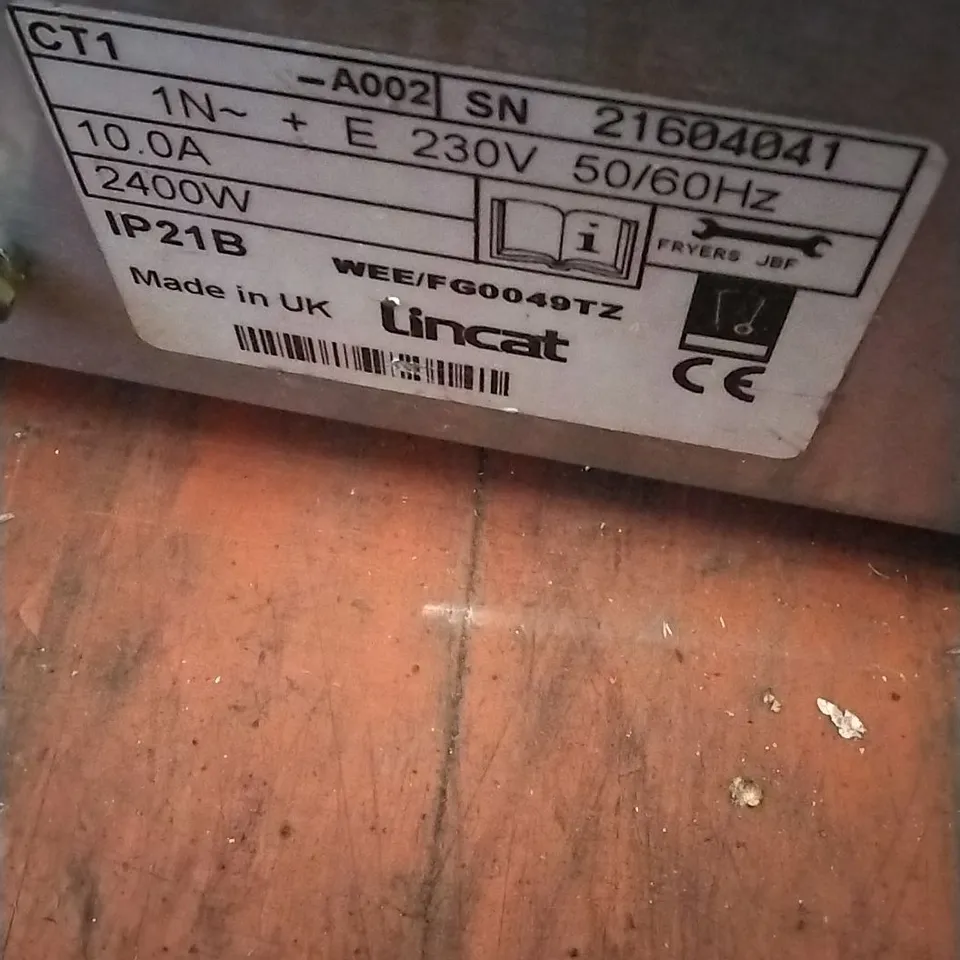 CT1 -A002 SN 21604041
1N~ + E 230V 50/60Hz
10.0A
2400W
i
FRYERS JBF
IP21B
WEE/FG0049TZ
Made in UK
Lincat
CE